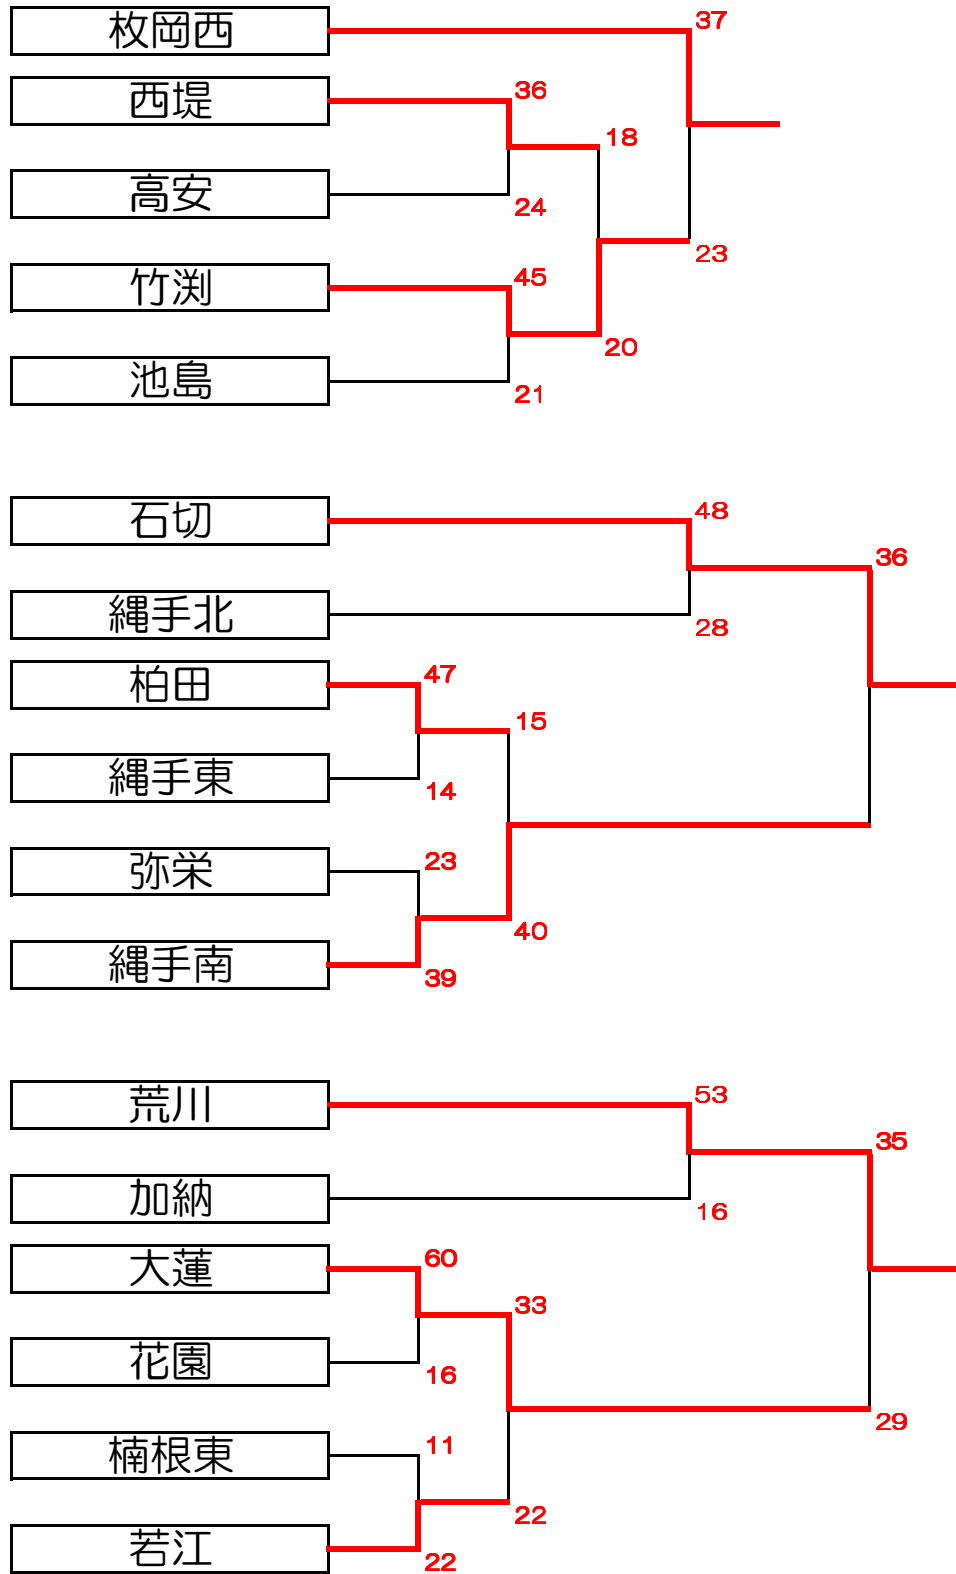 枚岡西
37
西堤
36
18
高安
24
23
竹渕
45
20
池島
21
石切
48
36
縄手北
28
柏田
47
15
縄手東
14
弥栄
23
40
縄手南
39
荒川
53
35
加納
16
大蓮
60
33
花園
16
29
楠根東
11
22
若江
22